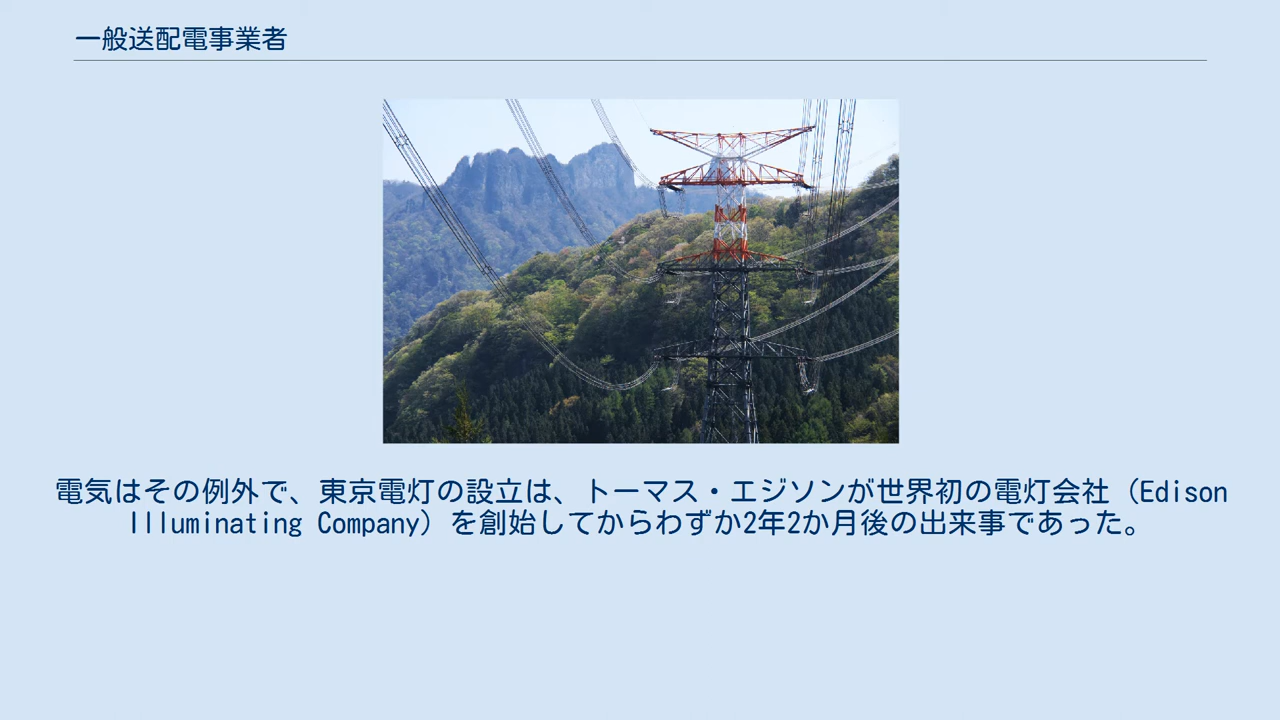 一般送配電事業者
電気はその例外で、東京電灯の設立は、トーマス・エジソンが世界初の電灯会社（Edison
Illuminating Company）を創始してからわずか2年2か月後の出来事であった。